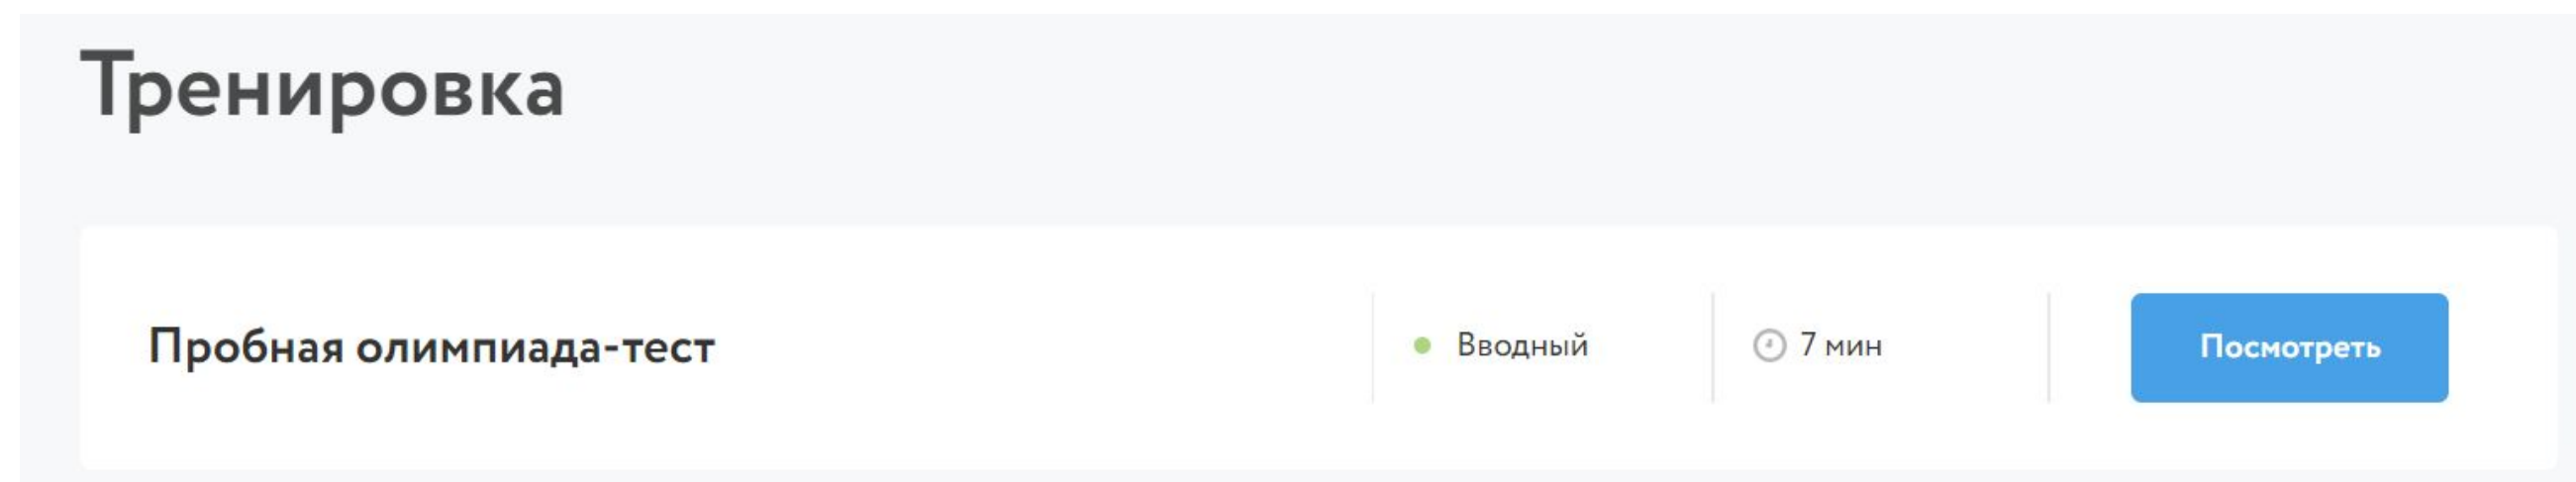 Тренировка
Пробная олимпиада-тест
Вводный
7 мин
Посмотреть